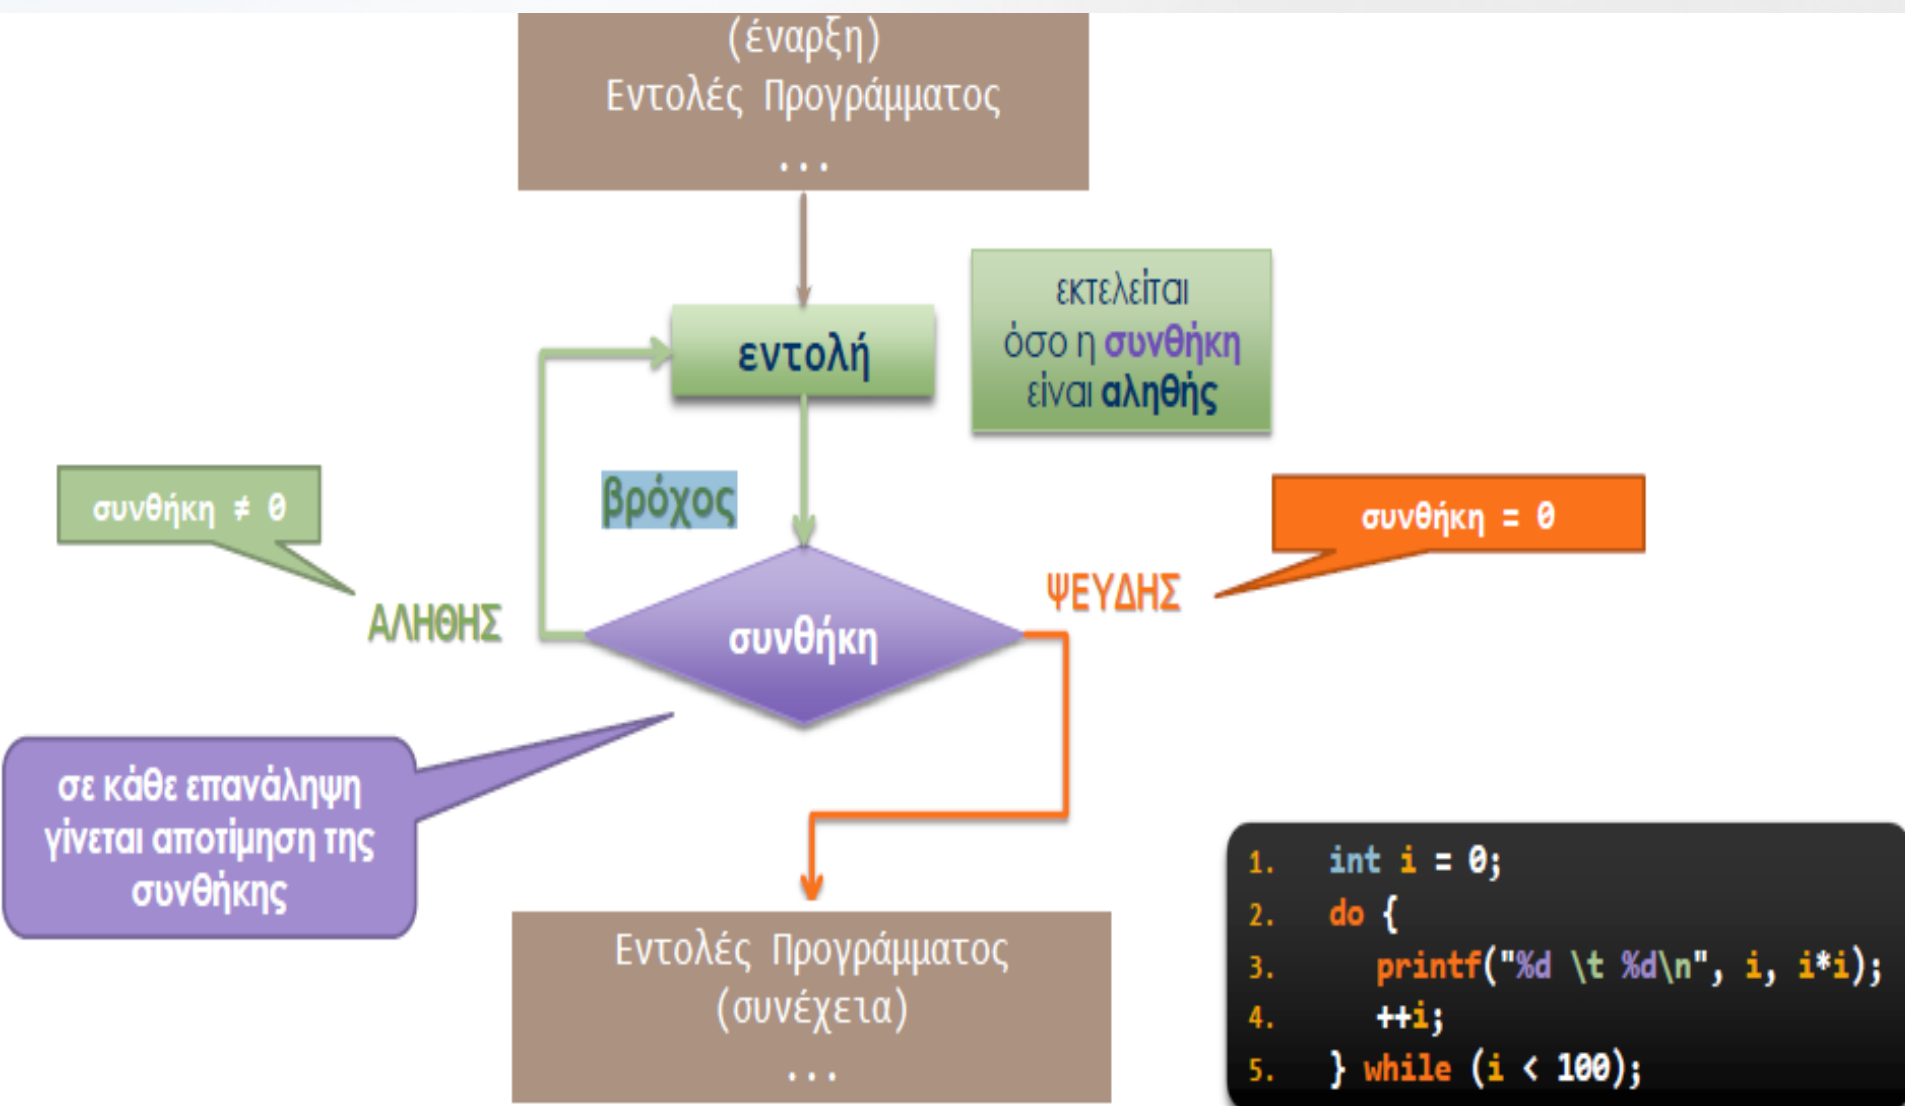 (έναρξη)
Εντολές Προγράμματος
...
εντολή
εκτελείται
όσο η συνθήκη
είναι αληθής
βρόχος
συνθήκη ≠ 0
συνθήκη = 0
ΑΛΗΘΗΣ
ΨΕΥΔΗΣ
συνθήκη
σε κάθε επανάληψη
γίνεται αποτίμηση της
συνθήκης
Εντολές Προγράμματος
(συνέχεια)
...
1. int i = 0;
2. do {
3. printf("%d \t %d\n", i, i*i);
4. ++i;
5. } while (i < 100);